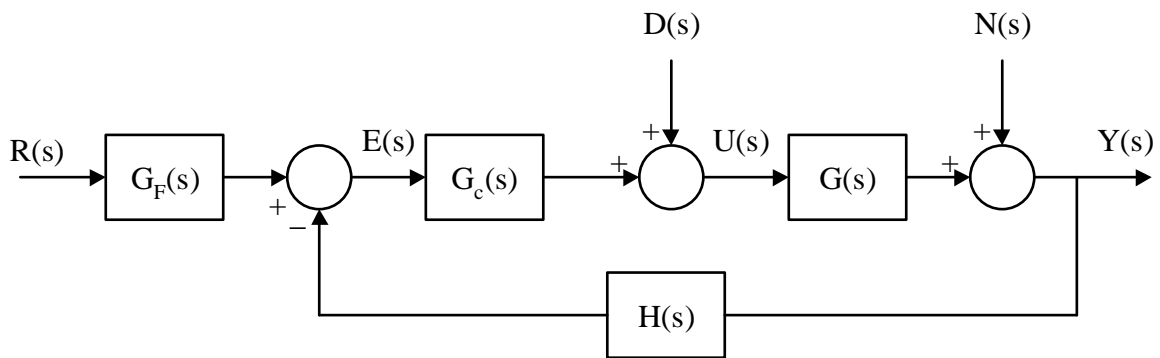 D(s)
N(s)
R(s)
G_F(s)
+
−
E(s)
G_c(s)
+
+
U(s)
G(s)
+
+
Y(s)
H(s)